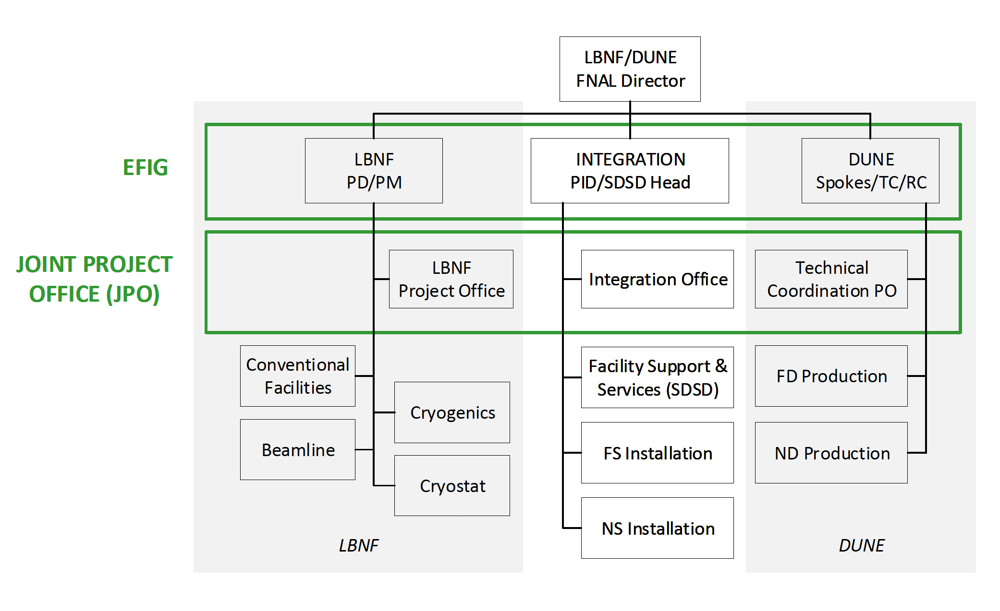 LBNF/DUNE
FNAL Director
EFIG
LBNF
PD/PM
INTEGRATION
PID/SDSD Head
DUNE
Spokes/TC/RC
JOINT PROJECT
OFFICE (JPO)
LBNF
Project Office
Integration Office
Technical
Coordination PO
Conventional
Facilities
Beamline
Cryogenics
Cryostat
Facility Support &
Services (SDSD)
FS Installation
NS Installation
FD Production
ND Production
LBNF
DUNE